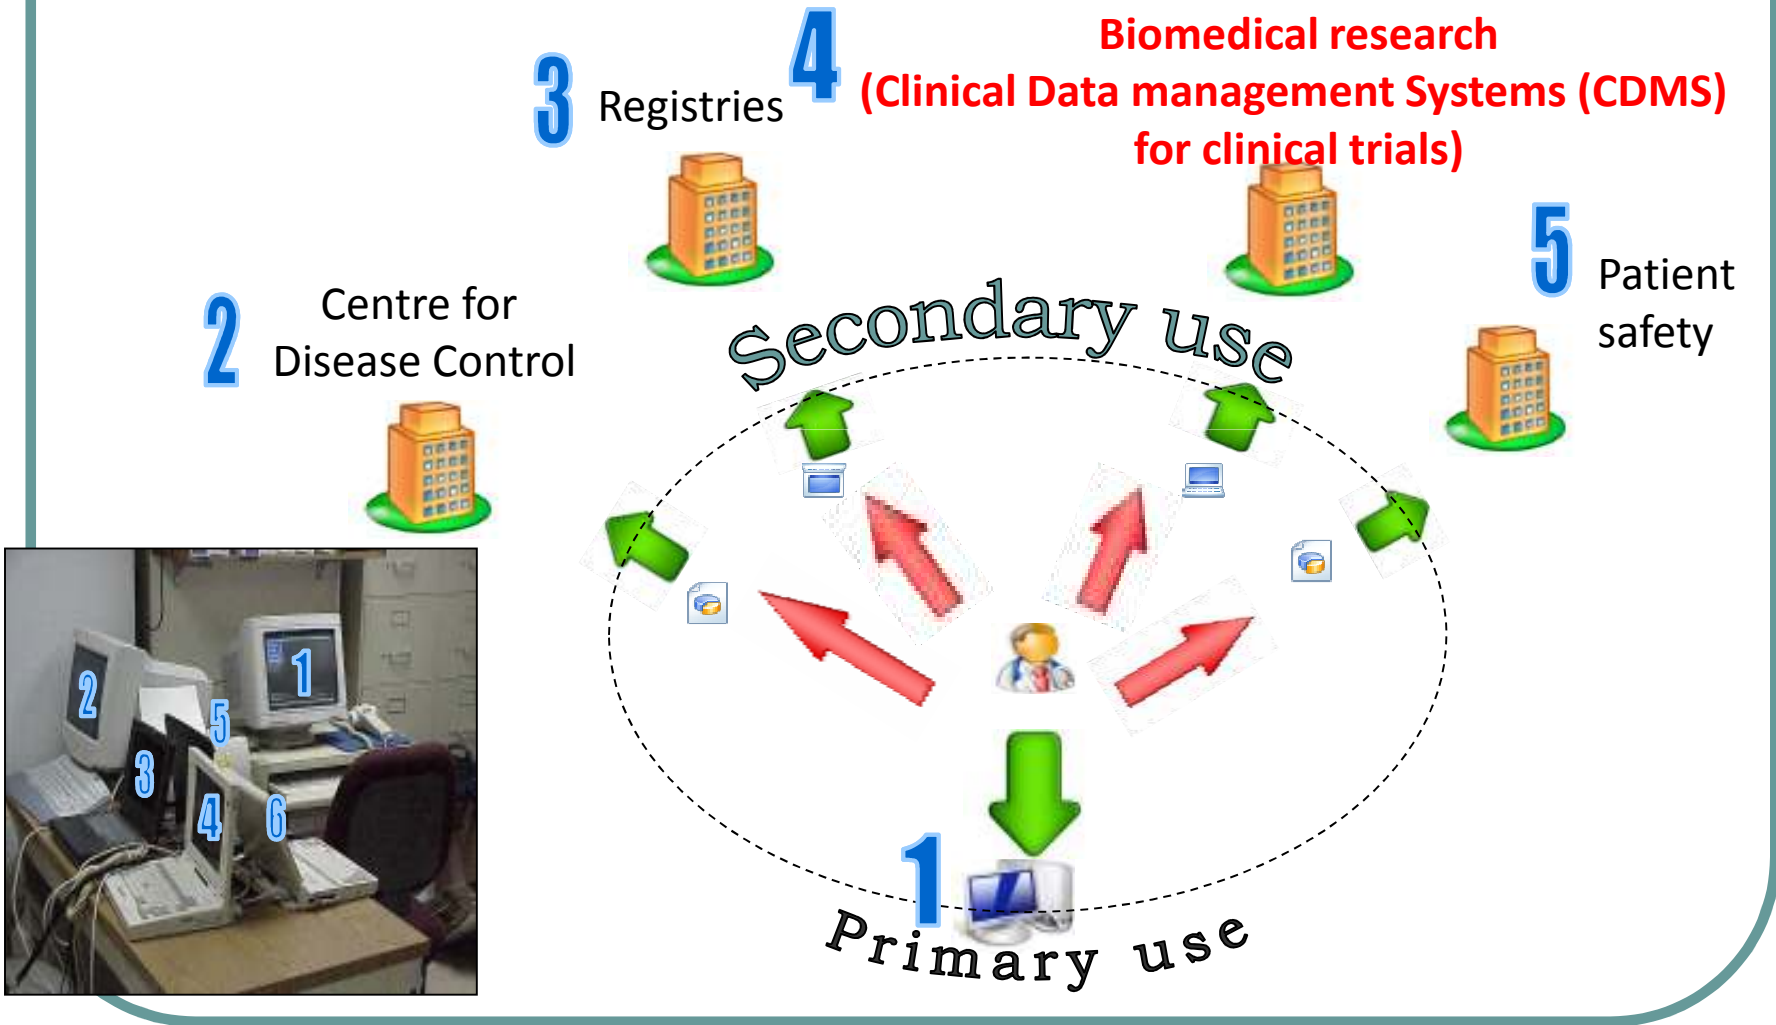 4
Biomedical research
(Clinical Data management Systems (CDMS)
for clinical trials)
3
Registries
5
Patient
safety
2
Centre for
Disease Control
Secondary use
1
2
5
3
4
6
1
Primary use